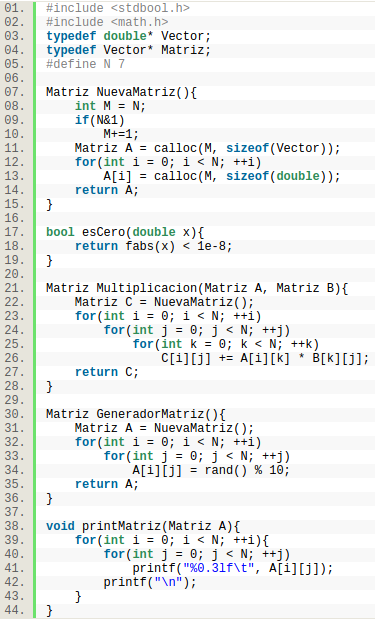 01. #include <stdbool.h>
02. #include <math.h>
03. typedef double* Vector;
04. typedef Vector* Matriz;
05. #define N 7
06.
07. Matriz NuevaMatriz(){
08.     int M = N;
09.     if(N&1)
10.         M+=1;
11.     Matriz A = calloc(M, sizeof(Vector));
12.     for(int i = 0; i < N; ++i)
13.         A[i] = calloc(M, sizeof(double));
14.     return A;
15. }
16.
17. bool esCero(double x){
18.     return fabs(x) < 1e-8;
19. }
20.
21. Matriz Multiplicacion(Matriz A, Matriz B){
22.     Matriz C = NuevaMatriz();
23.     for(int i = 0; i < N; ++i)
24.         for(int j = 0; j < N; ++j)
25.             for(int k = 0; k < N; ++k)
26.                 C[i][j] += A[i][k] * B[k][j];
27.     return C;
28. }
29.
30. Matriz GeneradorMatriz(){
31.     Matriz A = NuevaMatriz();
32.     for(int i = 0; i < N; ++i)
33.         for(int j = 0; j < N; ++j)
34.             A[i][j] = rand() % 10;
35.     return A;
36. }
37.
38. void printMatriz(Matriz A){
39.     for(int i = 0; i < N; ++i){
40.         for(int j = 0; j < N; ++j)
41.             printf("%0.3lf\t", A[i][j]);
42.         printf("\n");
43.     }
44. }